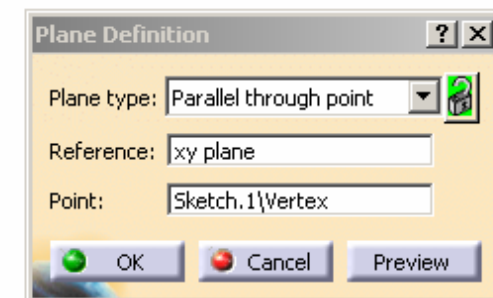 Plane Definition ? X
Plane type: Parallel through point
Reference: xy plane
Point: Sketch.1\Vertex
OK Cancel Preview